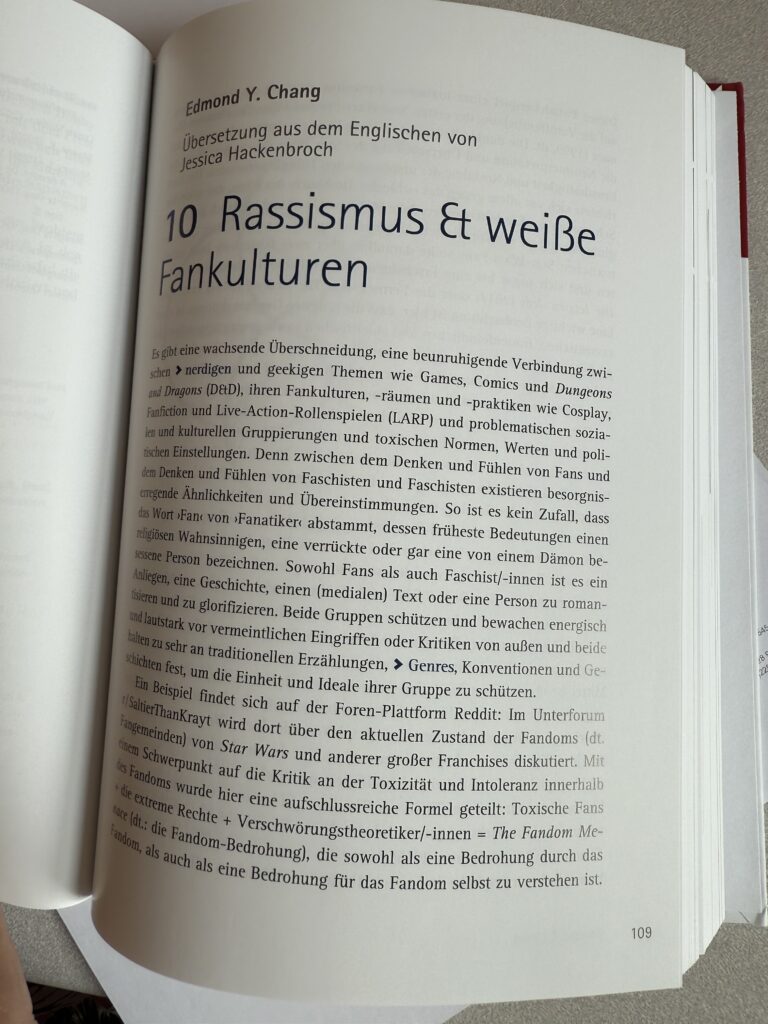 Edmond Y. Chang
Übersetzung aus dem Englischen von
Jessica Hackenbroch
10 Rassismus & weiße
Fankulturen
Es gibt eine wachsende Überschneidung, eine beunruhigende Verbindung zwi-
schen > nerdigen und geekigen Themen wie Games, Comics und Dungeons
and Dragons (D&D), ihren Fankulturen, -räumen und -praktiken wie Cosplay,
Fanfiction und Live-Action-Rollenspielen (LARP) und problematischen sozia-
len und kulturellen Gruppierungen und toxischen Normen, Werten und poli-
tischen Einstellungen. Denn zwischen dem Denken und Fühlen von Fans und
dem Denken und Fühlen von Faschisten und Faschisten existieren besorgnis-
erregende Ähnlichkeiten und Übereinstimmungen. So ist es kein Zufall, dass
das Wort ›Fan‹ von ›Fanatiker‹ abstammt, dessen früheste Bedeutungen einen
religiösen Wahnsinnigen, eine verrückte oder gar eine von einem Dämon be-
sessene Person bezeichnen. Sowohl Fans als auch Faschist/-innen ist es ein
Anliegen, eine Geschichte, einen (medialen) Text oder eine Person zu roman-
tisieren und zu glorifizieren. Beide Gruppen schützen und bewachen energisch
und lautstark vor vermeintlichen Eingriffen oder Kritiken von außen und beide
halten zu sehr an traditionellen Erzählungen, > Genres, Konventionen und Ge-
schichten fest, um die Einheit und Ideale ihrer Gruppe zu schützen.
Ein Beispiel findet sich auf der Foren-Plattform Reddit: Im Unterforum
r/SaltierThanKrayt wird dort über den aktuellen Zustand der Fandoms (dt.
Fangemeinden) von Star Wars und anderer großer Franchises diskutiert. Mit
einem Schwerpunkt auf die Kritik an der Toxizität und Intoleranz innerhalb
des Fandoms wurde hier eine aufschlussreiche Formel geteilt: Toxische Fans
+ die extreme Rechte + Verschwörungstheoretiker/-innen = The Fandom Me-
nace (dt.: die Fandom-Bedrohung), die sowohl als eine Bedrohung durch das
Fandom, als auch als eine Bedrohung für das Fandom selbst zu verstehen ist.
109